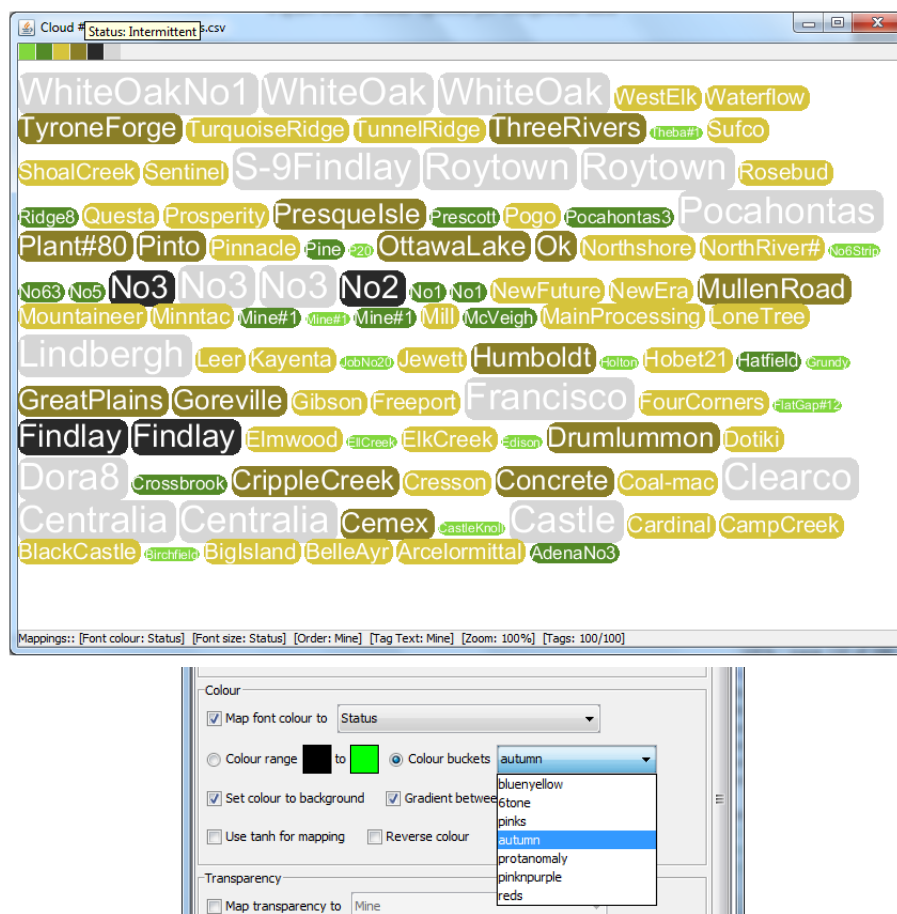 Cloud # s.csv
Status: Intermittent
WhiteOakNo1 WhiteOak WhiteOak WestElk Waterflow
TyroneForge TurquoiseRidge TunnelRidge ThreeRivers Theba#1 Sufco
ShoalCreek Sentinel S-9Findlay Roytown Roytown Rosebud
Ridge8 Questa Prosperity PresqueIsle Prescott Pogo Pocahontas3 Pocahontas
Plant#80 Pinto Pinnacle Pine P20 OttawaLake Ok Northshore NorthRiver# No6Strip
No63 No5 No3 No3 No3 No2 No1 No1 NewFuture NewEra MullenRoad
Mountaineer Minntac Mine#1 Mine#1 Mine#1 Mill McVeigh MainProcessing LoneTree
Lindbergh Leer Kayenta JobNo20 Jewett Humboldt Holton Hobet21 Hatfield Grundy
GreatPlains Goreville Gibson Freeport Francisco FourCorners FlatGap#12
Findlay Findlay Elmwood EllCreek ElkCreek Edison Drumlummon Dotiki
Dora8 Crossbrook CrippleCreek Cresson Concrete Coal-mac Clearco
Centralia Centralia Cemex CastleKnoll Castle Cardinal CampCreek
BlackCastle Birchfield BigIsland BelleAyr Arcelormittal AdenaNo3
Mappings:: [Font colour: Status] [Font size: Status] [Order: Mine] [Tag Text: Mine] [Zoom: 100%] [Tags: 100/100]
Colour
Map font colour to Status
Colour range to Colour buckets autumn
bluenyellow
Set colour to background Gradient betwee
6tone
pinks
Use tanh for mapping Reverse colour
autumn
protanomaly
pinknpurple
Transparency
reds
Map transparency to Mine